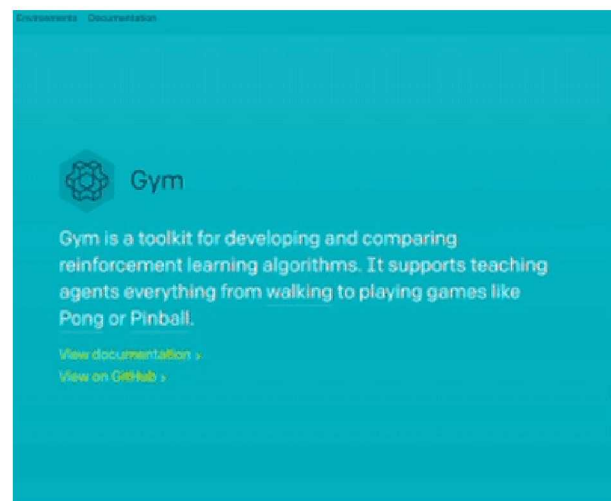 Environments Documentation
Gym
Gym is a toolkit for developing and comparing
reinforcement learning algorithms. It supports teaching
agents everything from walking to playing games like
Pong or Pinball.
View documentation ›
View on GitHub ›